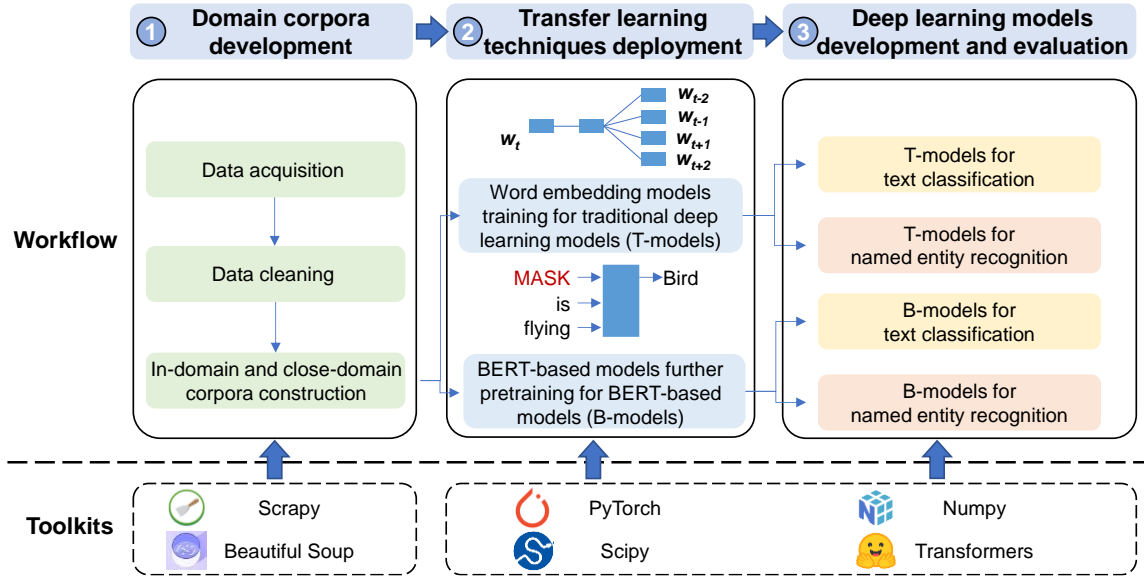 1
Domain corpora
development
2
Transfer learning
techniques deployment
3
Deep learning models
development and evaluation
Workflow
Data acquisition
Data cleaning
In-domain and close-domain
corpora construction
w_t
w_{t-2}
w_{t-1}
w_{t+1}
w_{t+2}
Word embedding models
training for traditional deep
learning models (T-models)
MASK
is
flying
Bird
BERT-based models further
pretraining for BERT-based
models (B-models)
T-models for
text classification
T-models for
named entity recognition
B-models for
text classification
B-models for
named entity recognition
Toolkits
Scrapy
Beautiful Soup
PyTorch
Scipy
Numpy
Transformers